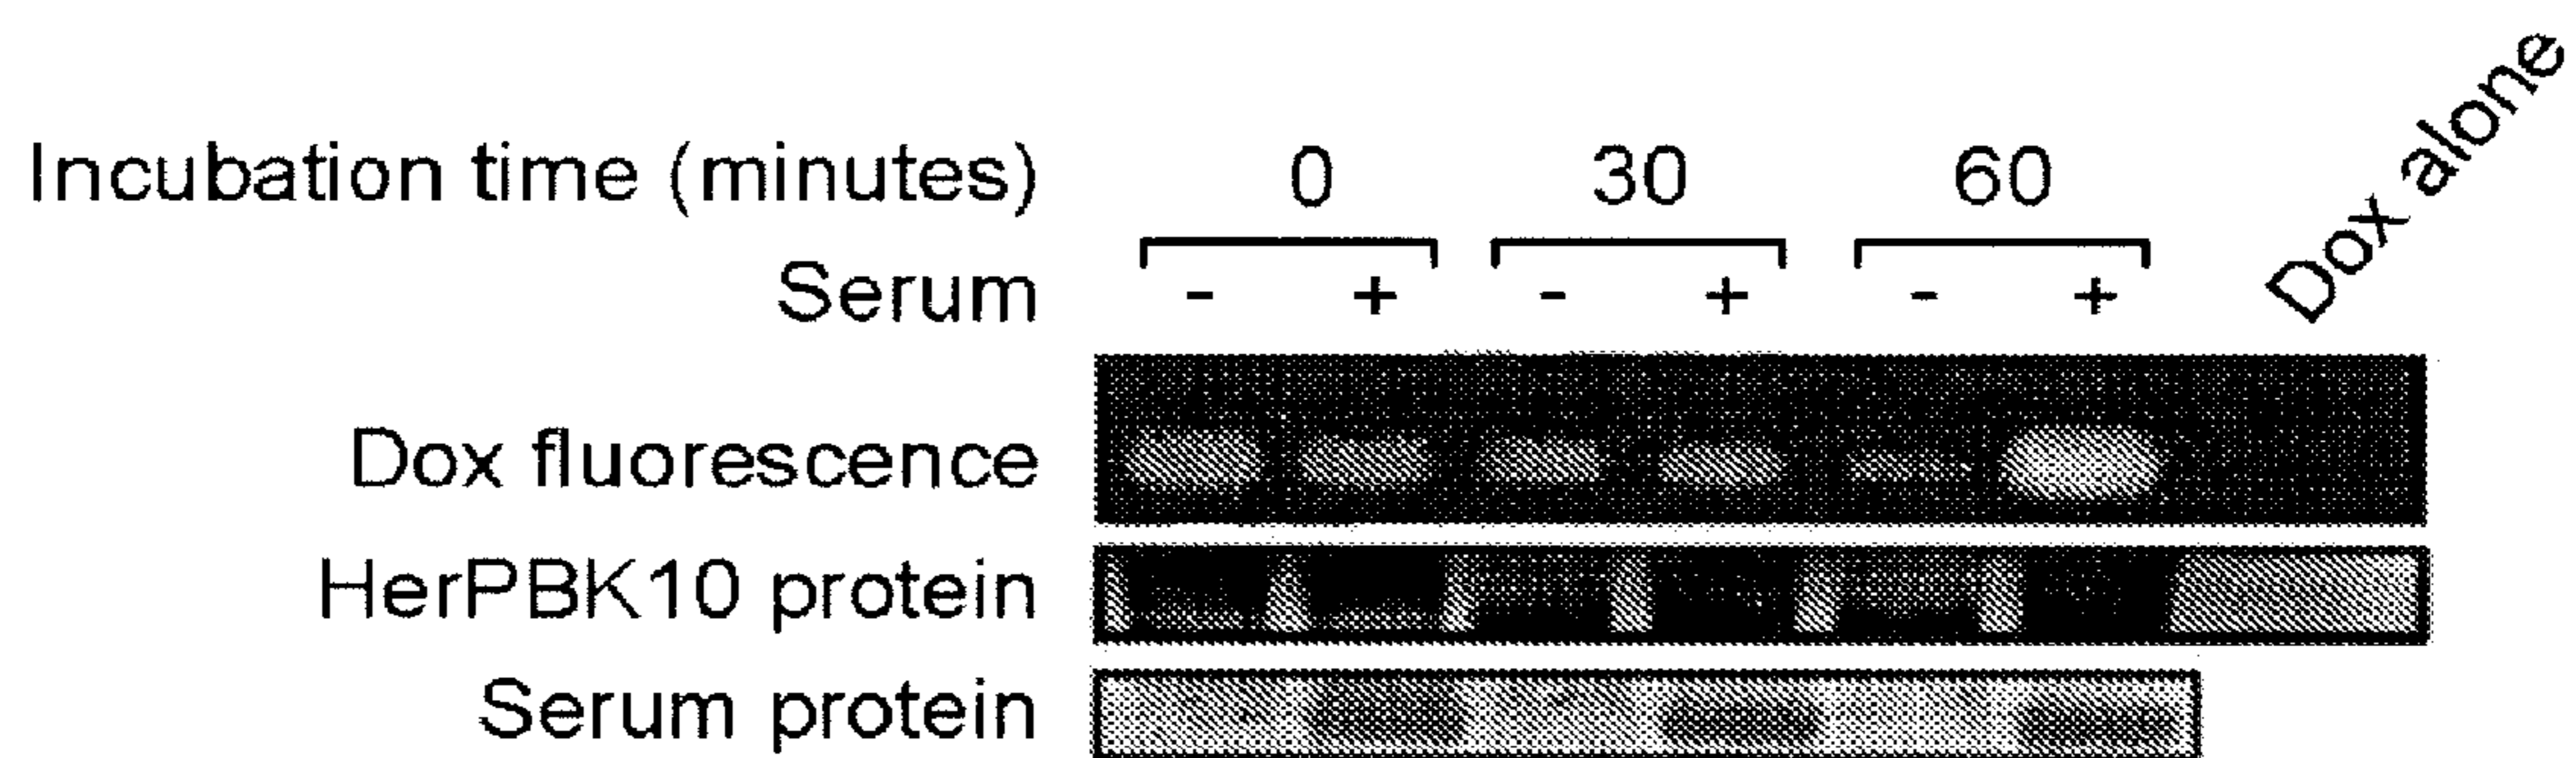 Incubation time (minutes) 0 30 60 Dox alone
Serum - + - + - +
Dox fluorescence
HerPBK10 protein
Serum protein